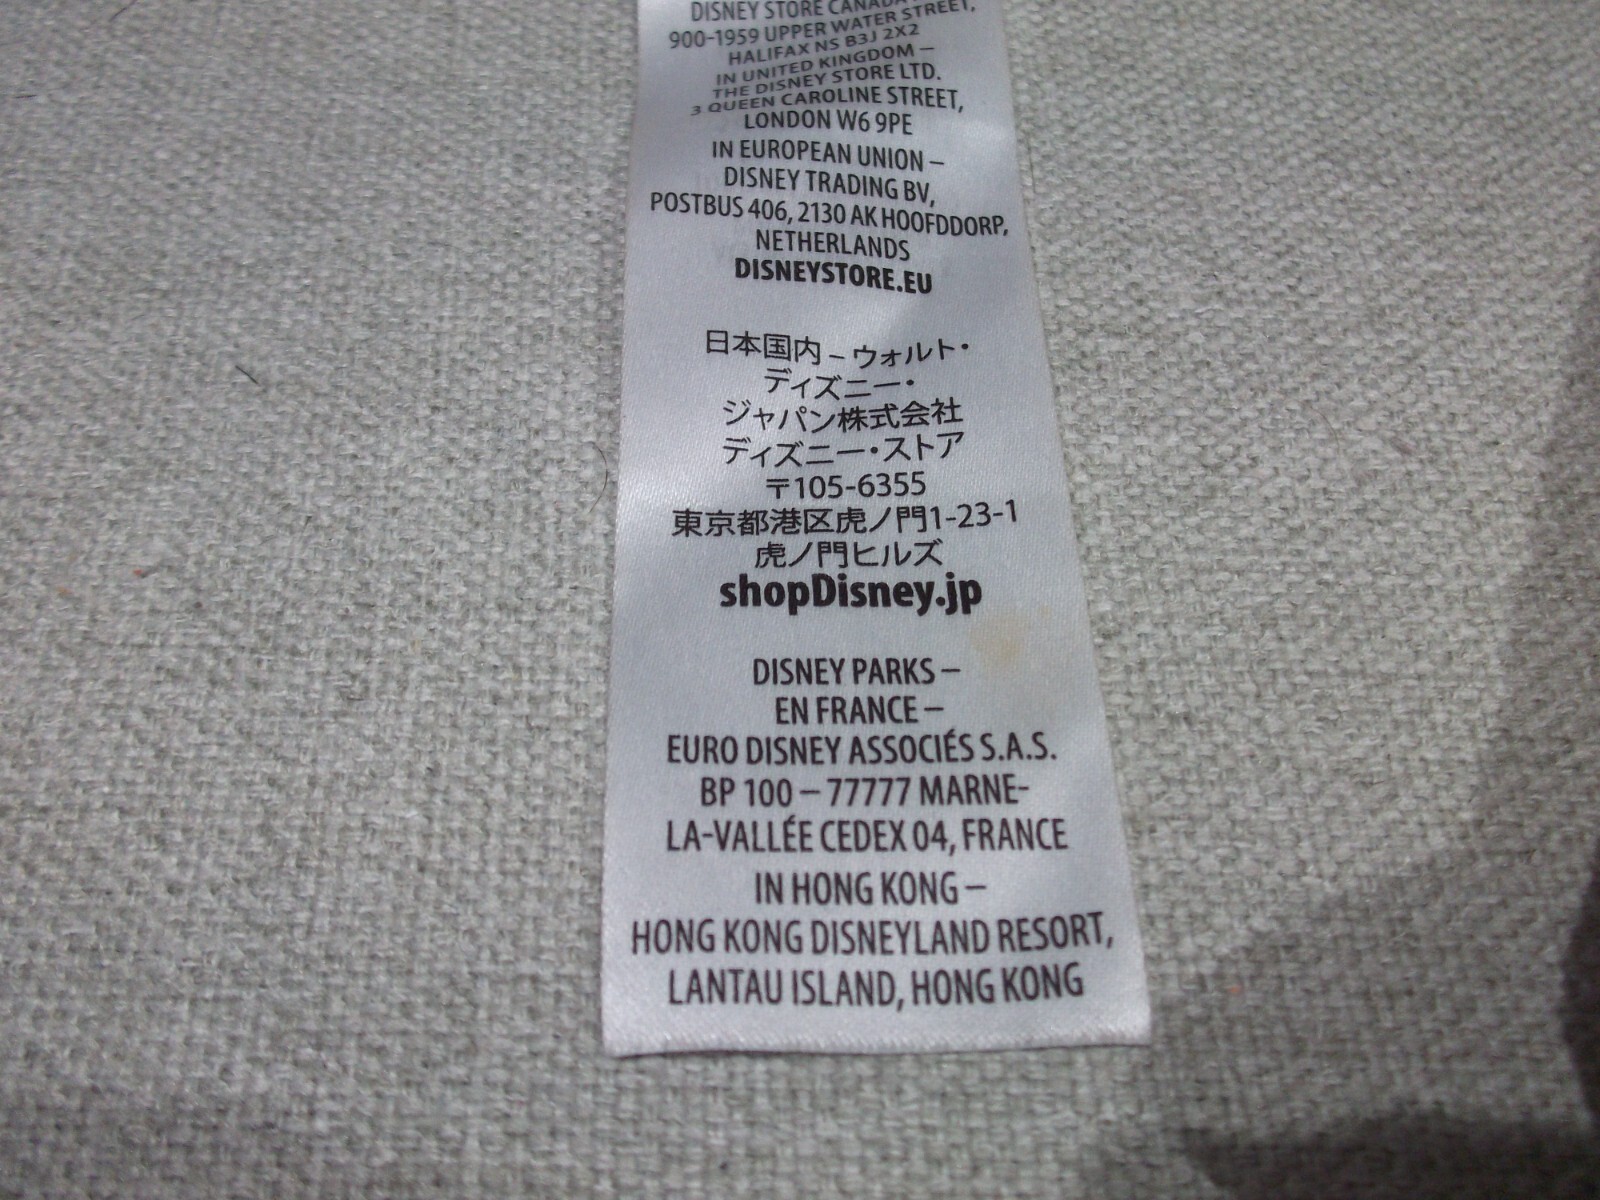 DISNEY STORE CANADA
900-1959 UPPER WATER STREET,
HALIFAX NS B3J 2X2
IN UNITED KINGDOM –
THE DISNEY STORE LTD.
3 QUEEN CAROLINE STREET,
LONDON W6 9PE
IN EUROPEAN UNION –
DISNEY TRADING BV,
POSTBUS 406, 2130 AK HOOFDDORP,
NETHERLANDS
DISNEYSTORE.EU
日本国内 – ウォルト・
ディズニー・
ジャパン株式会社
ディズニー・ストア
〒105-6355
東京都港区虎ノ門1-23-1
虎ノ門ヒルズ
shopDisney.jp
DISNEY PARKS –
EN FRANCE –
EURO DISNEY ASSOCIÉS S.A.S.
BP 100 – 77777 MARNE-
LA-VALLÉE CEDEX 04, FRANCE
IN HONG KONG –
HONG KONG DISNEYLAND RESORT,
LANTAU ISLAND, HONG KONG